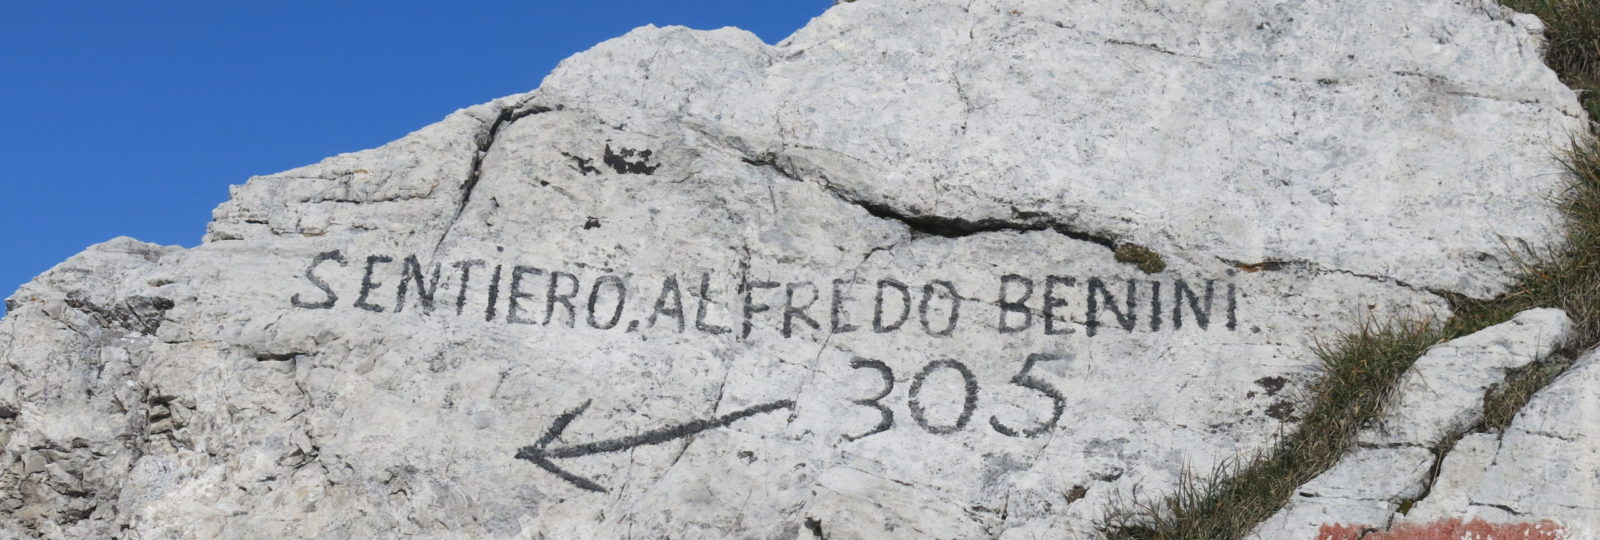 SENTIERO.ALFREDO BENINI.
305